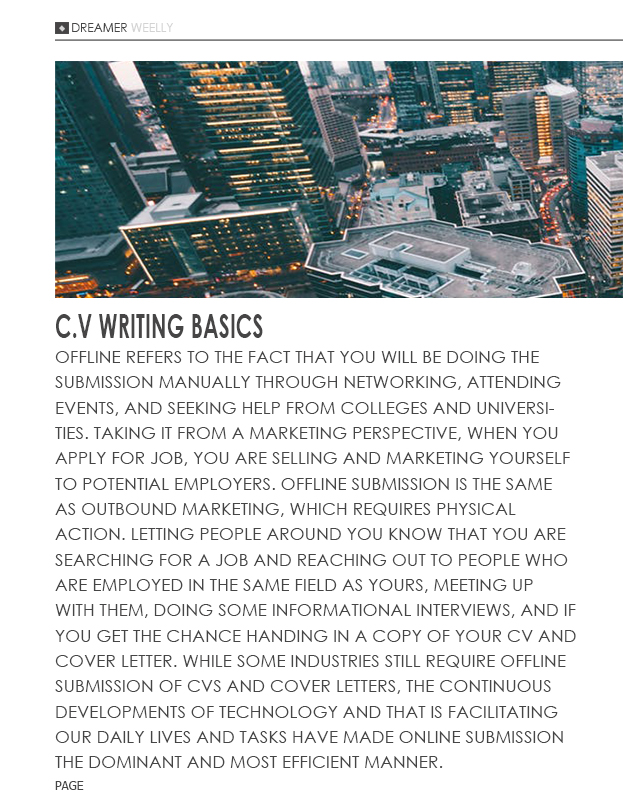 DREAMER WEELLY
C.V WRITING BASICS
OFFLINE REFERS TO THE FACT THAT YOU WILL BE DOING THE
SUBMISSION MANUALLY THROUGH NETWORKING, ATTENDING
EVENTS, AND SEEKING HELP FROM COLLEGES AND UNIVERSI-
TIES. TAKING IT FROM A MARKETING PERSPECTIVE, WHEN YOU
APPLY FOR JOB, YOU ARE SELLING AND MARKETING YOURSELF
TO POTENTIAL EMPLOYERS. OFFLINE SUBMISSION IS THE SAME
AS OUTBOUND MARKETING, WHICH REQUIRES PHYSICAL
ACTION. LETTING PEOPLE AROUND YOU KNOW THAT YOU ARE
SEARCHING FOR A JOB AND REACHING OUT TO PEOPLE WHO
ARE EMPLOYED IN THE SAME FIELD AS YOURS, MEETING UP
WITH THEM, DOING SOME INFORMATIONAL INTERVIEWS, AND IF
YOU GET THE CHANCE HANDING IN A COPY OF YOUR CV AND
COVER LETTER. WHILE SOME INDUSTRIES STILL REQUIRE OFFLINE
SUBMISSION OF CVS AND COVER LETTERS, THE CONTINUOUS
DEVELOPMENTS OF TECHNOLOGY AND THAT IS FACILITATING
OUR DAILY LIVES AND TASKS HAVE MADE ONLINE SUBMISSION
THE DOMINANT AND MOST EFFICIENT MANNER.
PAGE